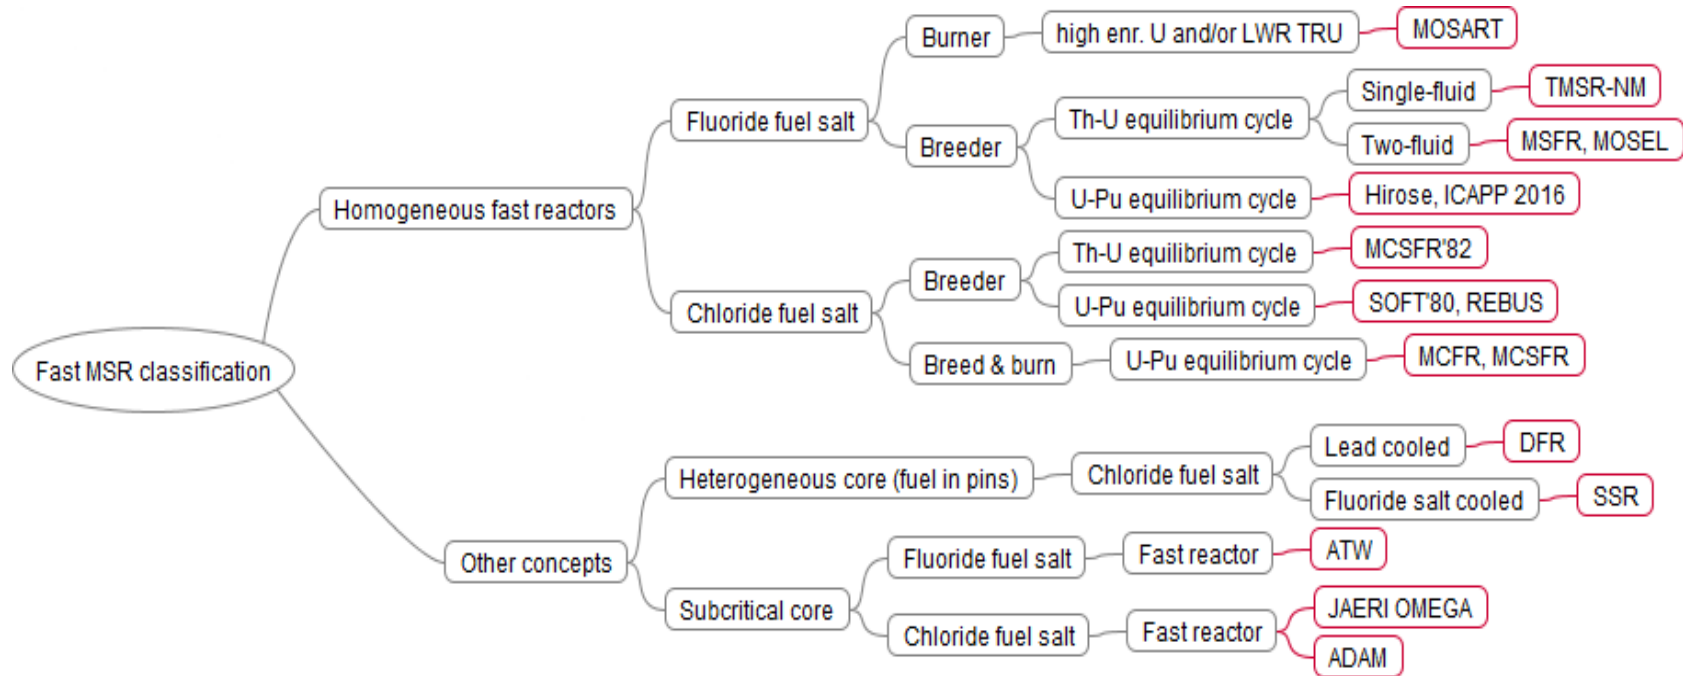 Fast MSR classification
Homogeneous fast reactors
Fluoride fuel salt
Burner
high enr. U and/or LWR TRU
MOSART
Breeder
Th-U equilibrium cycle
Single-fluid
TMSR-NM
Two-fluid
MSFR, MOSEL
U-Pu equilibrium cycle
Hirose, ICAPP 2016
Chloride fuel salt
Breeder
Th-U equilibrium cycle
MCSFR'82
U-Pu equilibrium cycle
SOFT'80, REBUS
Breed & burn
U-Pu equilibrium cycle
MCFR, MCSFR
Other concepts
Heterogeneous core (fuel in pins)
Chloride fuel salt
Lead cooled
DFR
Fluoride salt cooled
SSR
Subcritical core
Fluoride fuel salt
Fast reactor
ATW
Chloride fuel salt
Fast reactor
JAERI OMEGA
ADAM